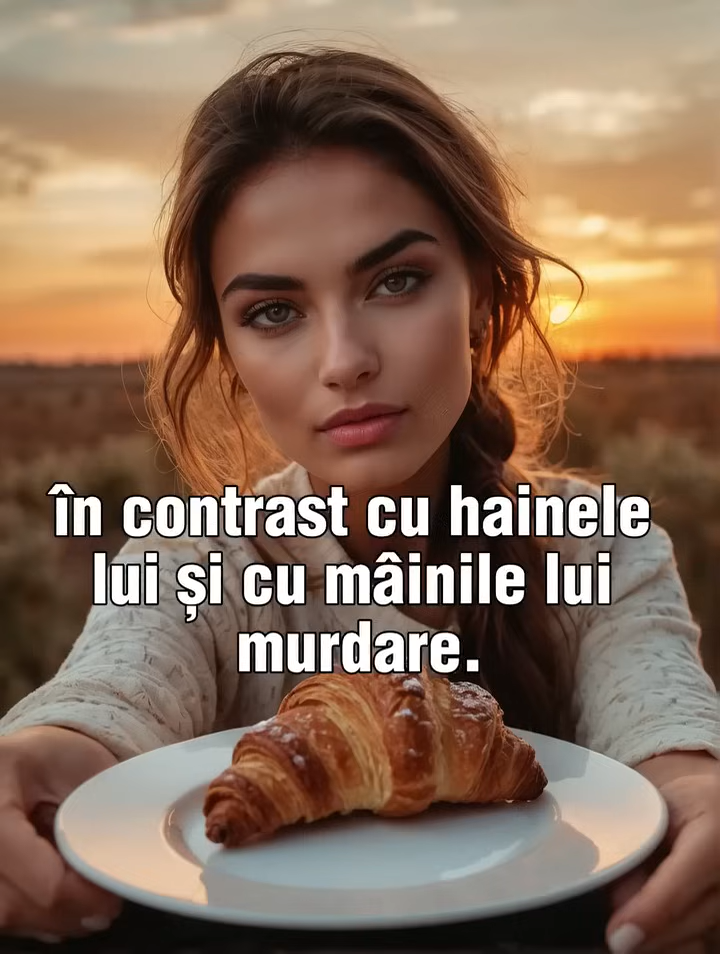 în contrast cu hainele
lui și cu mâinile lui
murdare.